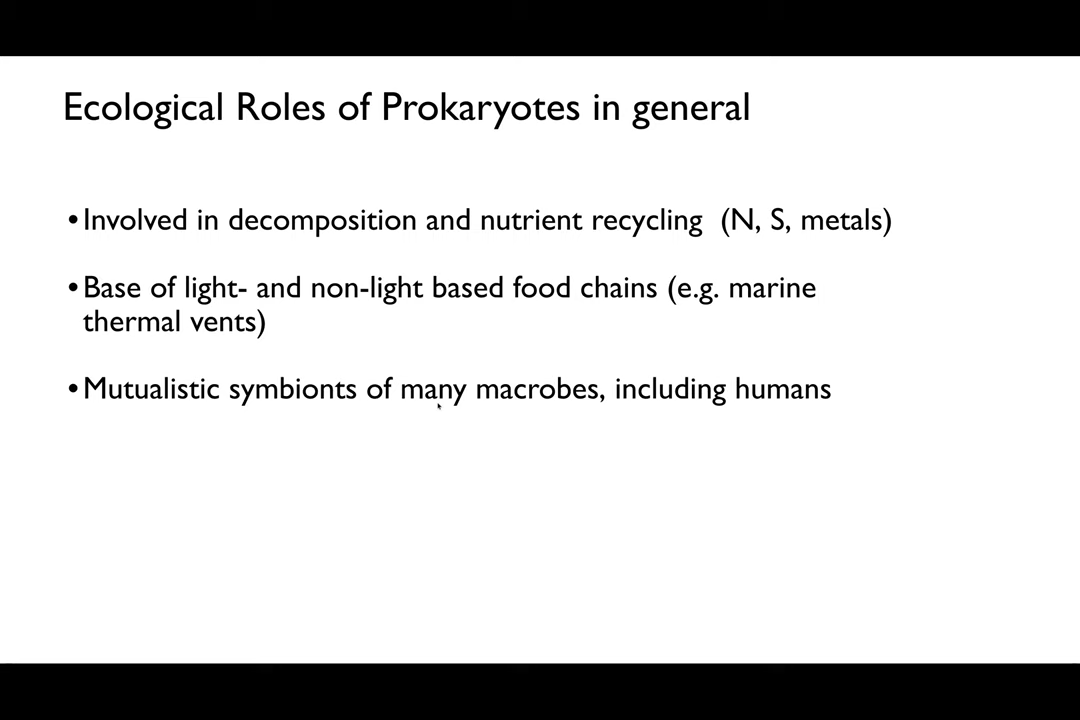 Ecological Roles of Prokaryotes in general
•Involved in decomposition and nutrient recycling  (N, S, metals)
•Base of light- and non-light based food chains (e.g. marine
thermal vents)
•Mutualistic symbionts of many macrobes, including humans